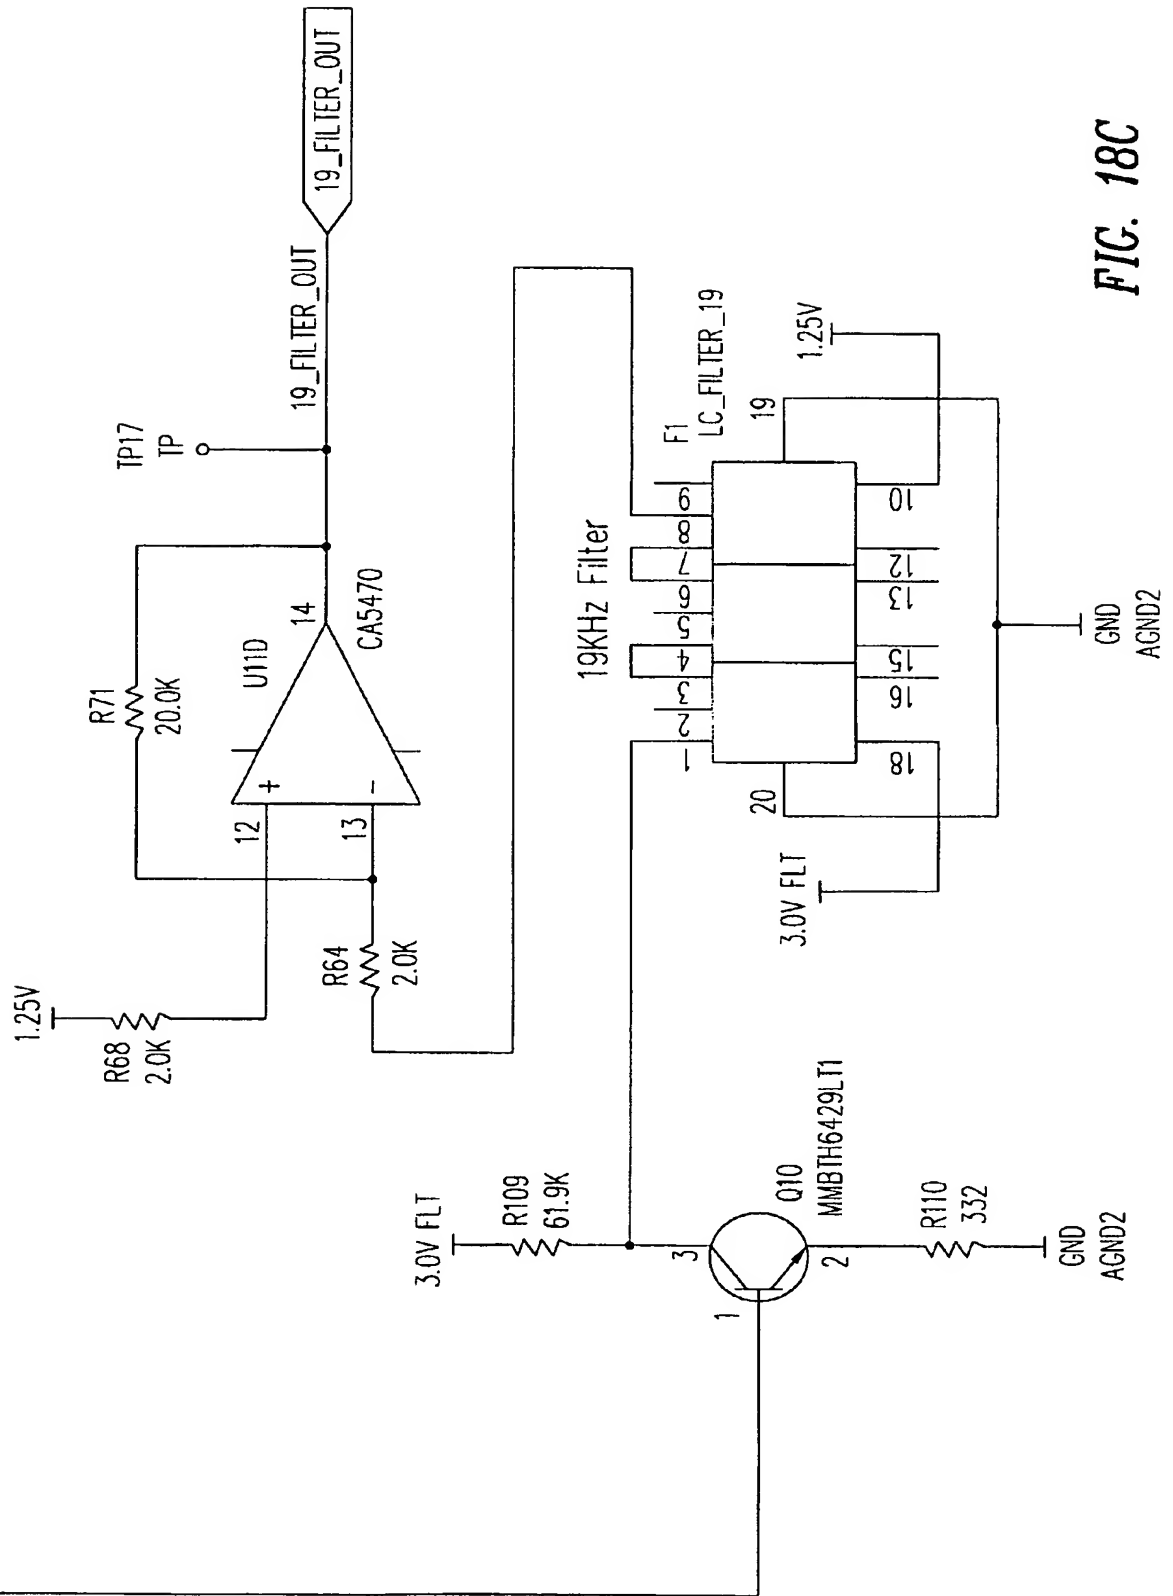 1.25V
R68
2.0K
R64
2.0K
12
13
+
-
R71
20.0K
U11D
14
CA5470
TP17
TP
19_FILTER_OUT
19_FILTER_OUT
3.0V FLT
R109
61.9K
3
1
2
Q10
MMBTH6429LT1
R110
332
GND
AGND2
19KHz Filter
F1
LC_FILTER_19
1
2
3
4
5
6
7
8
9
20
19
18
16
15
13
12
10
3.0V FLT
1.25V
GND
AGND2
FIG. 18C